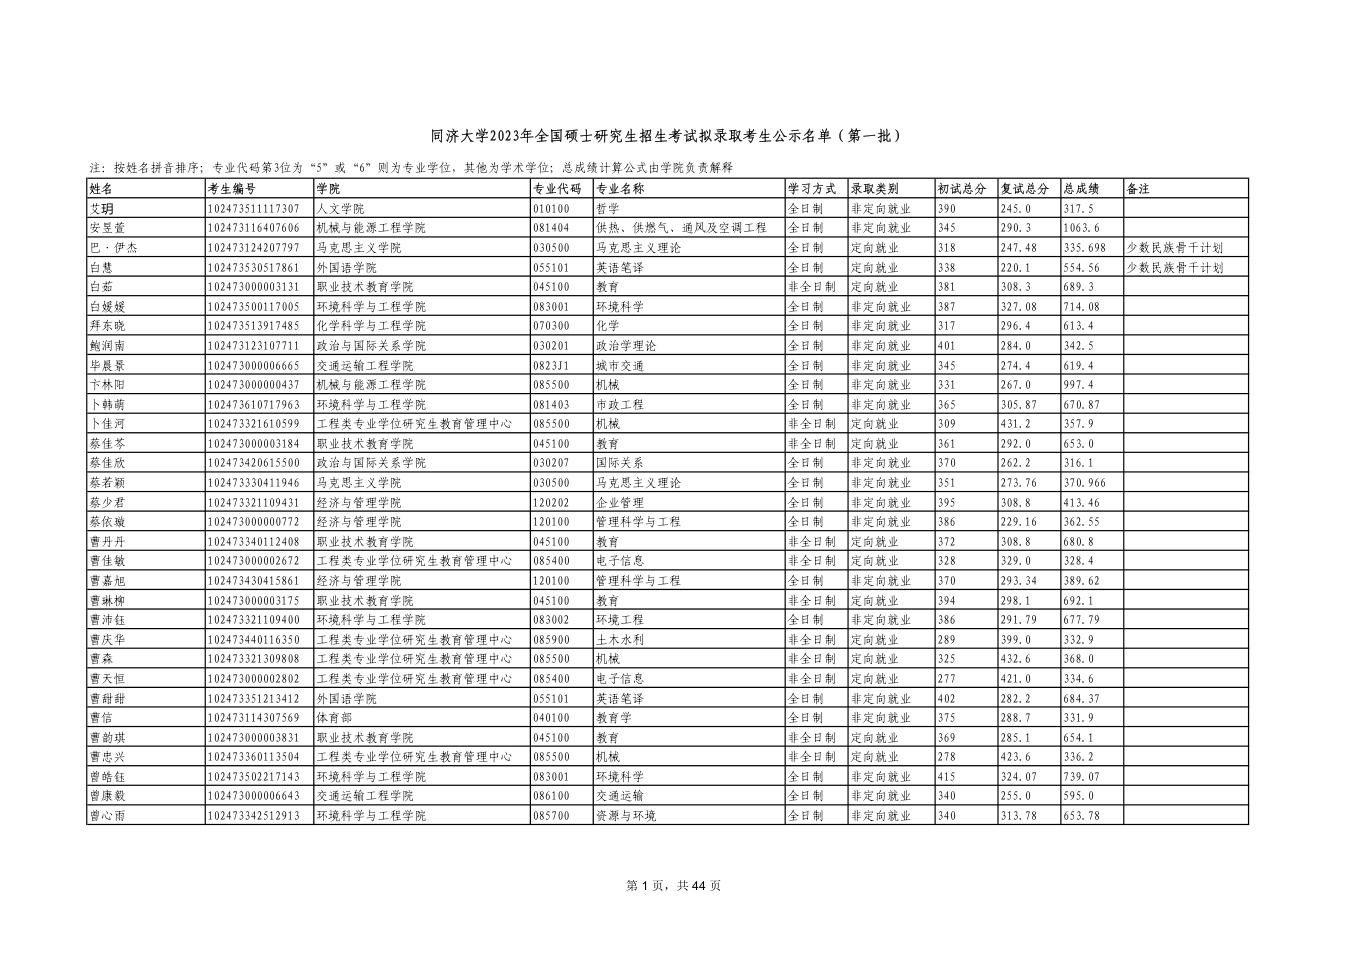 同济大学2023年全国硕士研究生招生考试拟录取考生公示名单（第一批）
注：按姓名拼音排序；专业代码第3位为“5”或“6”则为专业学位，其他为学术学位；总成绩计算公式由学院负责解释
姓名 考生编号 学院 专业代码 专业名称 学习方式 录取类别 初试总分 复试总分 总成绩 备注
艾玥 102473511117307 人文学院 010100 哲学 全日制 非定向就业 390 245.0 317.5
安昱萱 102473116407606 机械与能源工程学院 081404 供热、供燃气、通风及空调工程 全日制 非定向就业 345 290.3 1063.6
巴·伊杰 102473124207797 马克思主义学院 030500 马克思主义理论 全日制 定向就业 318 247.48 335.698 少数民族骨干计划
白慧 102473530517861 外国语学院 055101 英语笔译 全日制 定向就业 338 220.1 554.56 少数民族骨干计划
白茹 102473000003131 职业技术教育学院 045100 教育 非全日制 定向就业 381 308.3 689.3
白媛媛 102473500117005 环境科学与工程学院 083001 环境科学 全日制 非定向就业 387 327.08 714.08
拜东晓 102473513917485 化学科学与工程学院 070300 化学 全日制 非定向就业 317 296.4 613.4
鲍润南 102473123107711 政治与国际关系学院 030201 政治学理论 全日制 非定向就业 401 284.0 342.5
毕晨景 102473000006665 交通运输工程学院 0823J1 城市交通 全日制 非定向就业 345 274.4 619.4
卞林阳 102473000000437 机械与能源工程学院 085500 机械 全日制 非定向就业 331 267.0 997.4
卜韩萌 102473610717963 环境科学与工程学院 081403 市政工程 全日制 非定向就业 365 305.87 670.87
卜佳河 102473321610599 工程类专业学位研究生教育管理中心 085500 机械 非全日制 定向就业 309 431.2 357.9
蔡佳芩 102473000003184 职业技术教育学院 045100 教育 非全日制 定向就业 361 292.0 653.0
蔡佳欣 102473420615500 政治与国际关系学院 030207 国际关系 全日制 非定向就业 370 262.2 316.1
蔡若颖 102473330411946 马克思主义学院 030500 马克思主义理论 全日制 非定向就业 351 273.76 370.966
蔡少君 102473321109431 经济与管理学院 120202 企业管理 全日制 非定向就业 395 308.8 413.46
蔡依璇 102473000000772 经济与管理学院 120100 管理科学与工程 全日制 非定向就业 386 229.16 362.55
曹丹丹 102473340112408 职业技术教育学院 045100 教育 非全日制 定向就业 372 308.8 680.8
曹佳敏 102473000002672 工程类专业学位研究生教育管理中心 085400 电子信息 非全日制 定向就业 328 329.0 328.4
曹嘉旭 102473430415861 经济与管理学院 120100 管理科学与工程 全日制 非定向就业 370 293.34 389.62
曹琳柳 102473000003175 职业技术教育学院 045100 教育 非全日制 定向就业 394 298.1 692.1
曹沛钰 102473321109400 环境科学与工程学院 083002 环境工程 全日制 非定向就业 386 291.79 677.79
曹庆华 102473440116350 工程类专业学位研究生教育管理中心 085900 土木水利 非全日制 定向就业 289 399.0 332.9
曹森 102473321309808 工程类专业学位研究生教育管理中心 085500 机械 非全日制 定向就业 325 432.6 368.0
曹天恒 102473000002802 工程类专业学位研究生教育管理中心 085400 电子信息 非全日制 定向就业 277 421.0 334.6
曹甜甜 102473351213412 外国语学院 055101 英语笔译 全日制 非定向就业 402 282.2 684.37
曹信 102473114307569 体育部 040100 教育学 全日制 非定向就业 375 288.7 331.9
曹韵琪 102473000003831 职业技术教育学院 045100 教育 非全日制 定向就业 369 285.1 654.1
曹忠兴 102473360113504 工程类专业学位研究生教育管理中心 085500 机械 非全日制 定向就业 278 423.6 336.2
曾皓钰 102473502217143 环境科学与工程学院 083001 环境科学 全日制 非定向就业 415 324.07 739.07
曾康毅 102473000006643 交通运输工程学院 086100 交通运输 全日制 非定向就业 340 255.0 595.0
曾心雨 102473342512913 环境科学与工程学院 085700 资源与环境 全日制 非定向就业 340 313.78 653.78
第 1 页，共 44 页